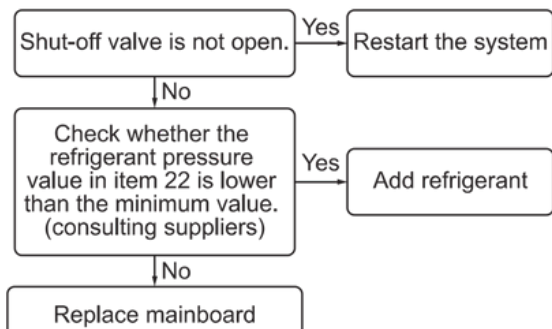 Shut-off valve is not open.
Yes
Restart the system
No
Check whether the
refrigerant pressure
value in item 22 is lower
than the minimum value.
(consulting suppliers)
Yes
Add refrigerant
No
Replace mainboard